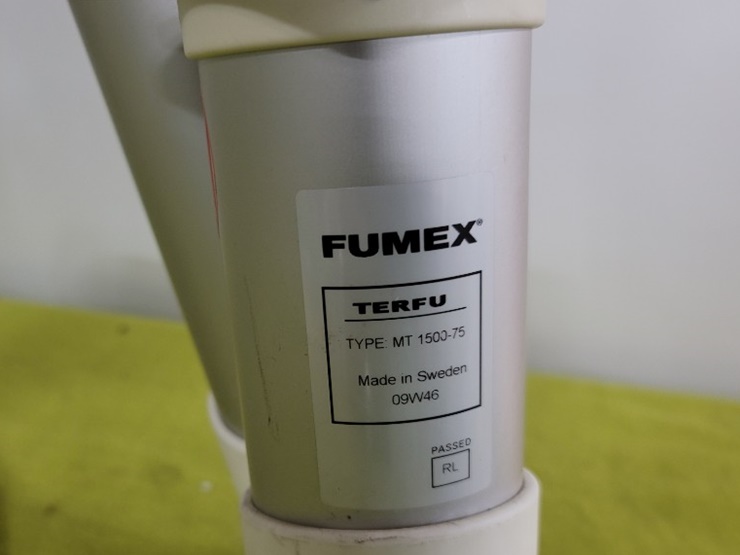 FUMEX®
TERFU
TYPE: MT 1500-75
Made in Sweden
09W46
PASSED
RL